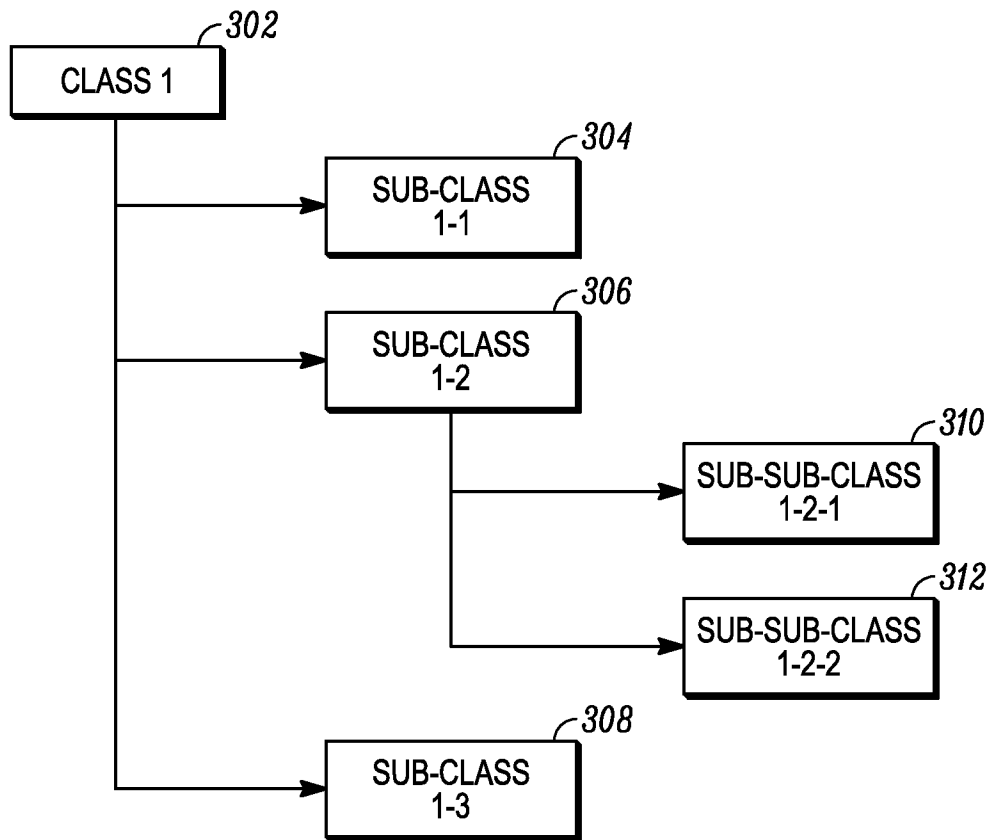 302
CLASS 1
304
SUB-CLASS
1-1
306
SUB-CLASS
1-2
310
SUB-SUB-CLASS
1-2-1
312
SUB-SUB-CLASS
1-2-2
308
SUB-CLASS
1-3